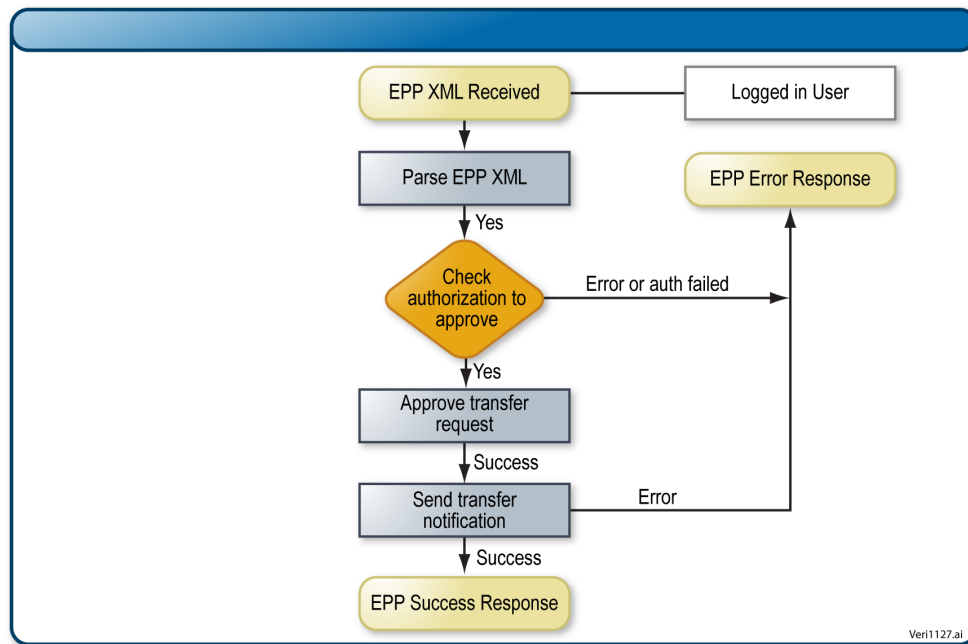 EPP XML Received
Logged in User
Parse EPP XML
EPP Error Response
Yes
Check
authorization to
approve
Error or auth failed
Yes
Approve transfer
request
Success
Send transfer
notification
Error
Success
EPP Success Response
Veri1127.ai